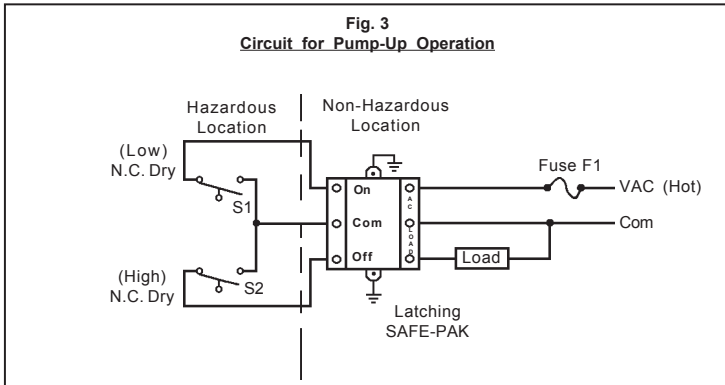 Fig. 3
Circuit for Pump-Up Operation
Hazardous
Location
Non-Hazardous
Location
(Low)
N.C. Dry
S1
On
AC
Fuse F1
VAC (Hot)
Com
LOAD
Com
Off
Load
(High)
N.C. Dry
S2
Latching
SAFE-PAK